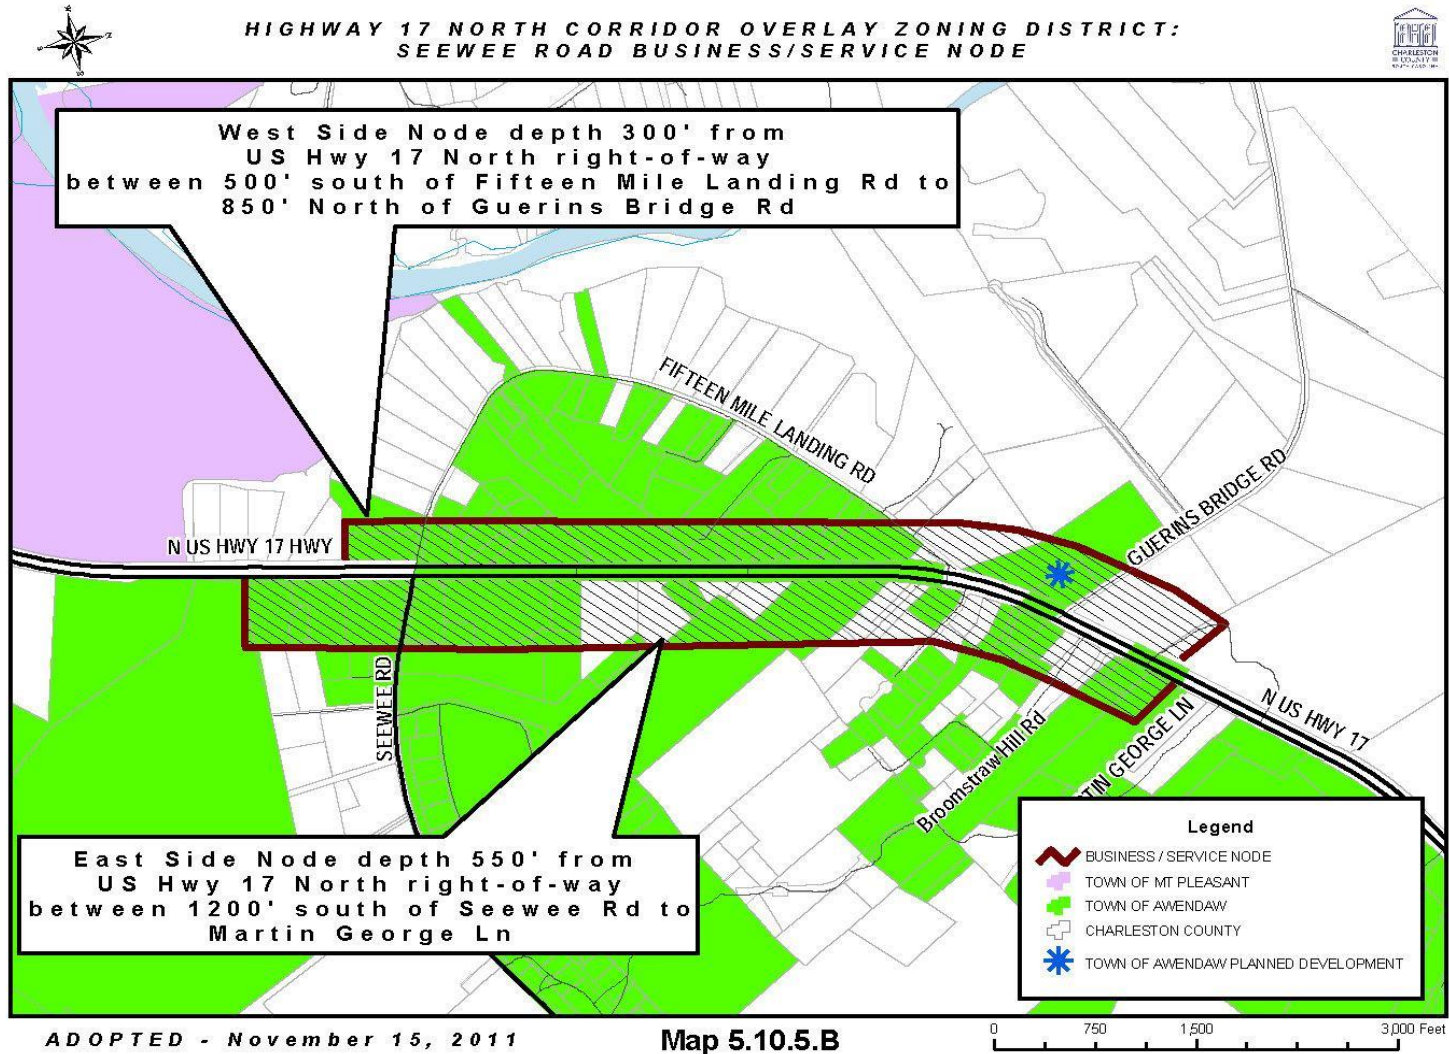 HIGHWAY 17 NORTH CORRIDOR OVERLAY ZONING DISTRICT:
SEEWEE ROAD BUSINESS/SERVICE NODE
CHARLESTON
COUNTY
West Side Node depth 300' from
US Hwy 17 North right-of-way
between 500' south of Fifteen Mile Landing Rd to
850' North of Guerins Bridge Rd
FIFTEEN MILE LANDING RD
GUERINS BRIDGE RD
N US HWY 17 HWY
SEEWEE RD
N US HWY 17
Broomstraw Hill Rd
TIN GEORGE LN
East Side Node depth 550' from
US Hwy 17 North right-of-way
between 1200' south of Seewee Rd to
Martin George Ln
Legend
BUSINESS / SERVICE NODE
TOWN OF MT PLEASANT
TOWN OF AWENDAW
CHARLESTON COUNTY
TOWN OF AWENDAW PLANNED DEVELOPMENT
ADOPTED - November 15, 2011
Map 5.10.5.B
0 750 1,500 3,000 Feet